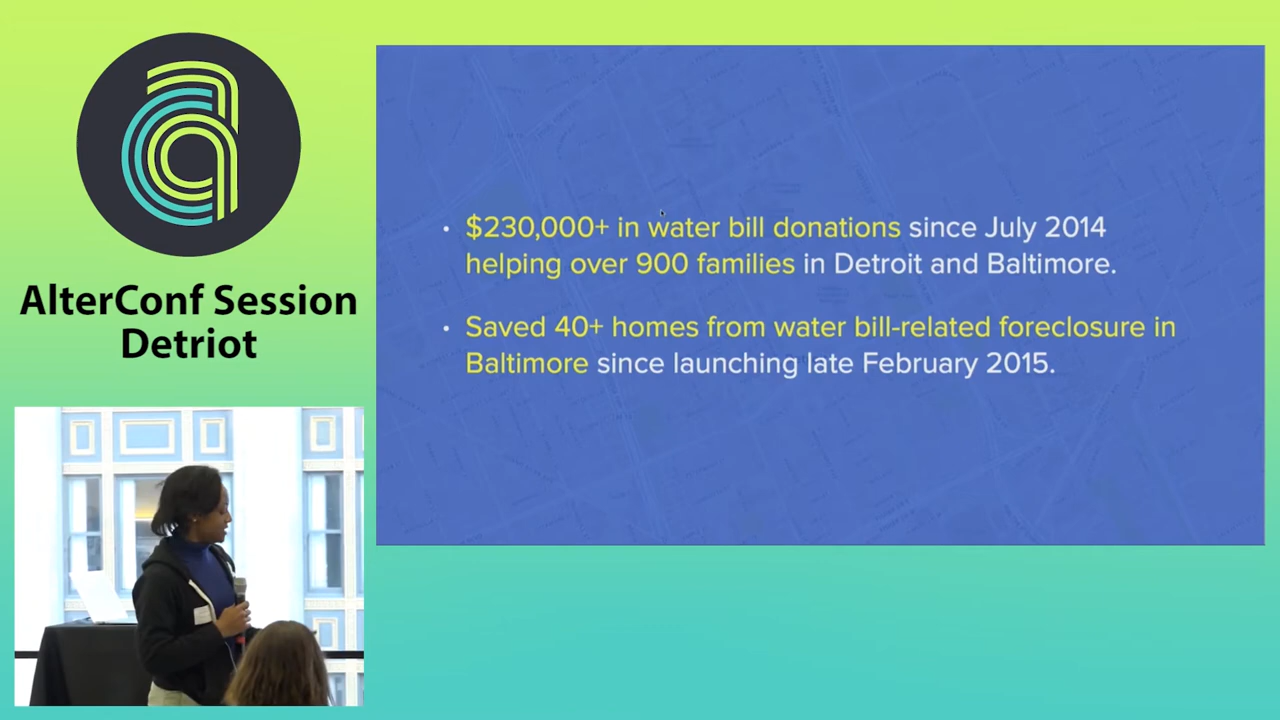 AlterConf Session
Detriot
• $230,000+ in water bill donations since July 2014
helping over 900 families in Detroit and Baltimore.
• Saved 40+ homes from water bill-related foreclosure in
Baltimore since launching late February 2015.